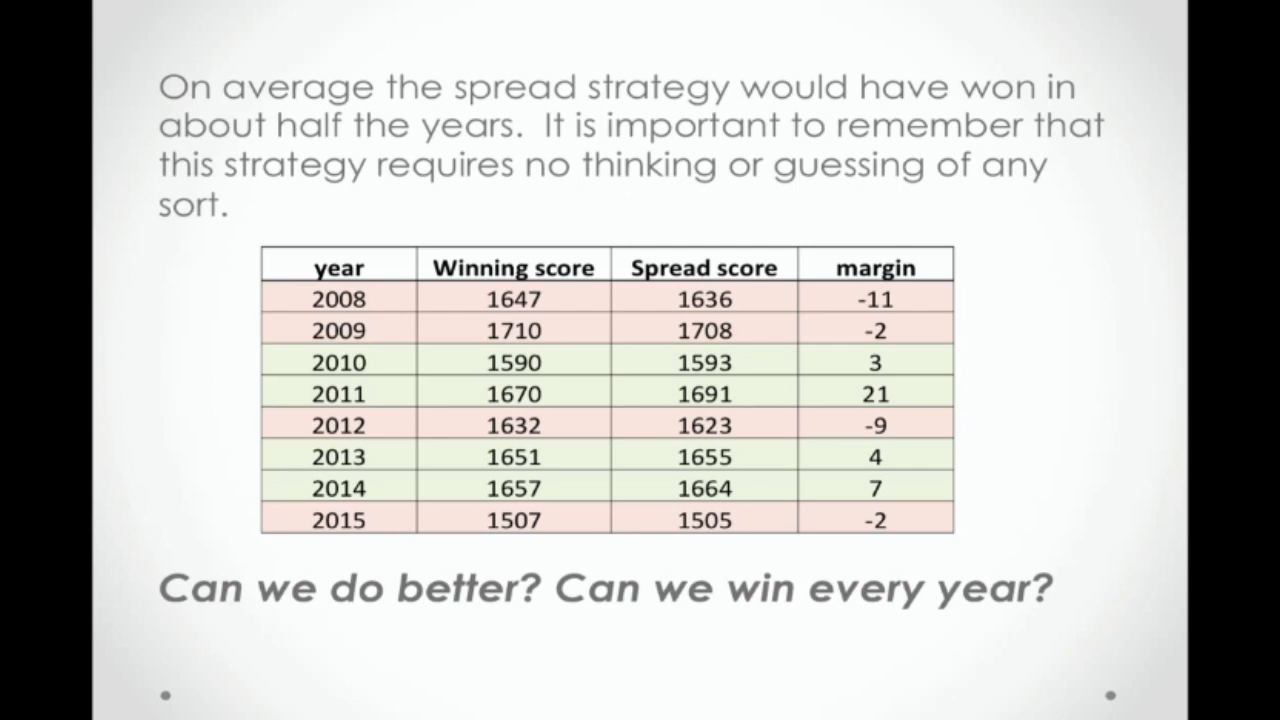 On average the spread strategy would have won in
about half the years. It is important to remember that
this strategy requires no thinking or guessing of any
sort.
year Winning score Spread score margin
2008 1647 1636 -11
2009 1710 1708 -2
2010 1590 1593 3
2011 1670 1691 21
2012 1632 1623 -9
2013 1651 1655 4
2014 1657 1664 7
2015 1507 1505 -2
Can we do better? Can we win every year?